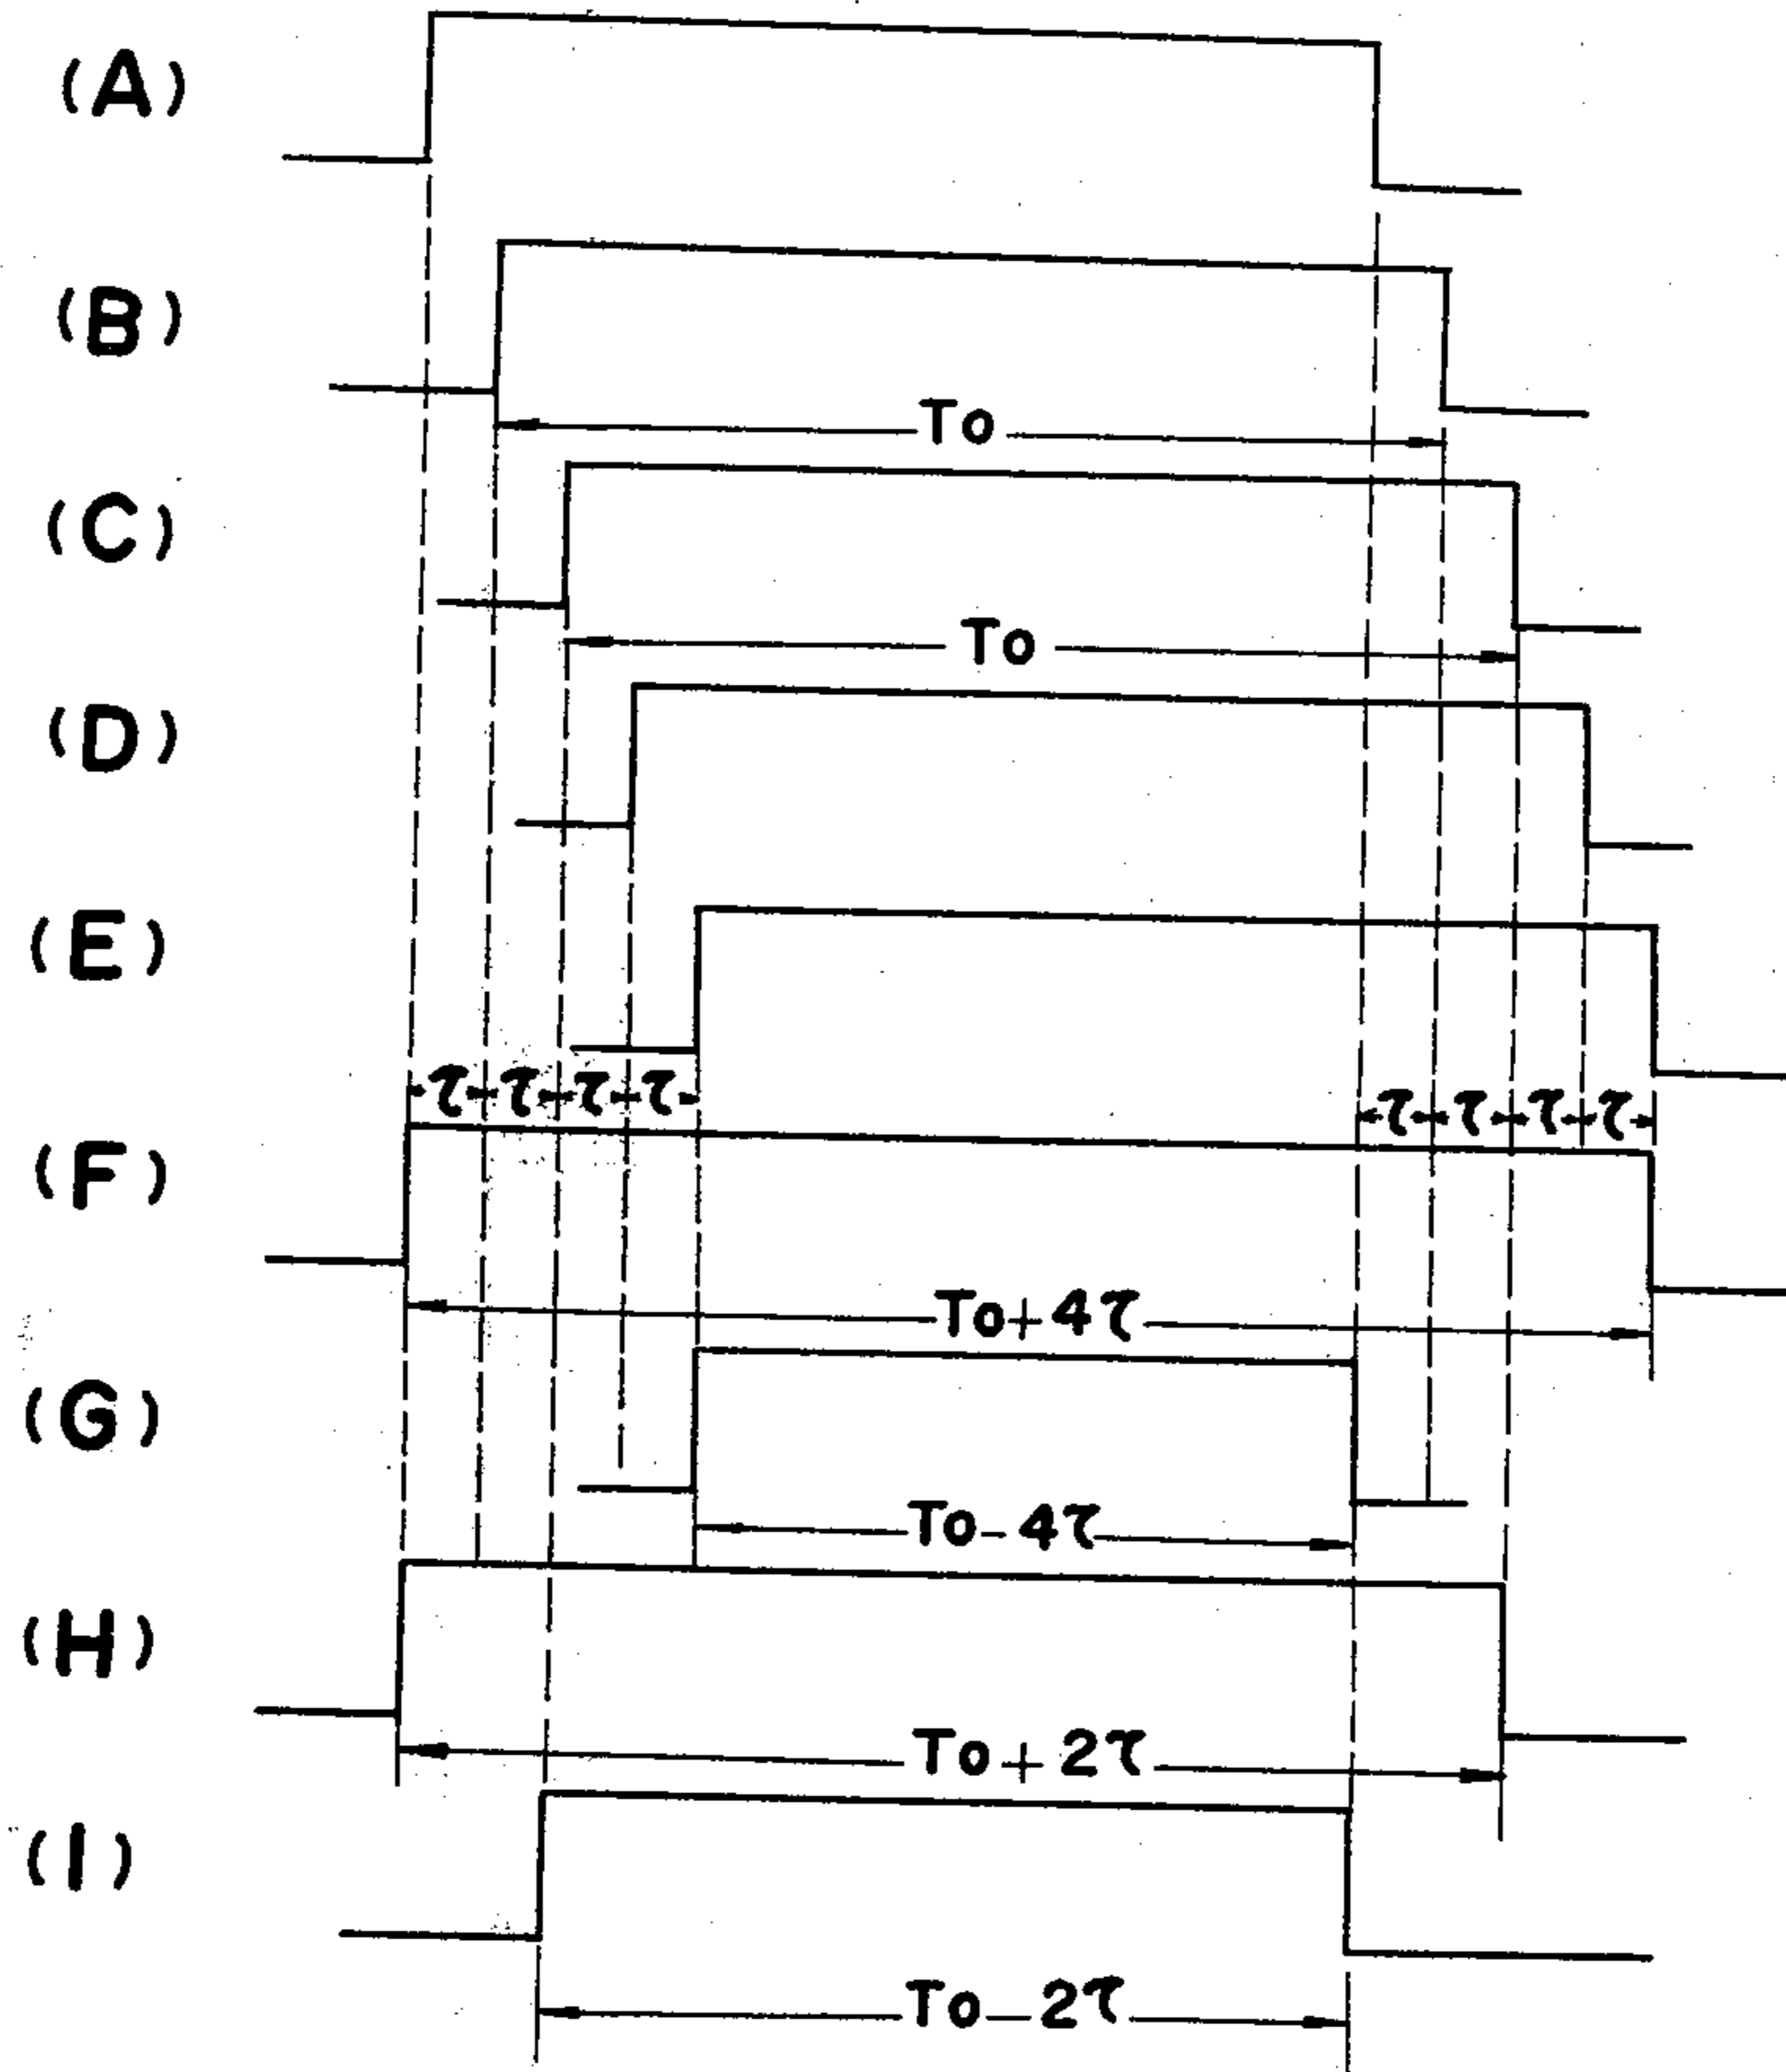 (A)
(B)
To
(C)
To
(D)
(E)
τ τ τ τ
τ τ τ τ
(F)
To+4τ
(G)
To-4τ
(H)
To+2τ
(I)
To-2τ